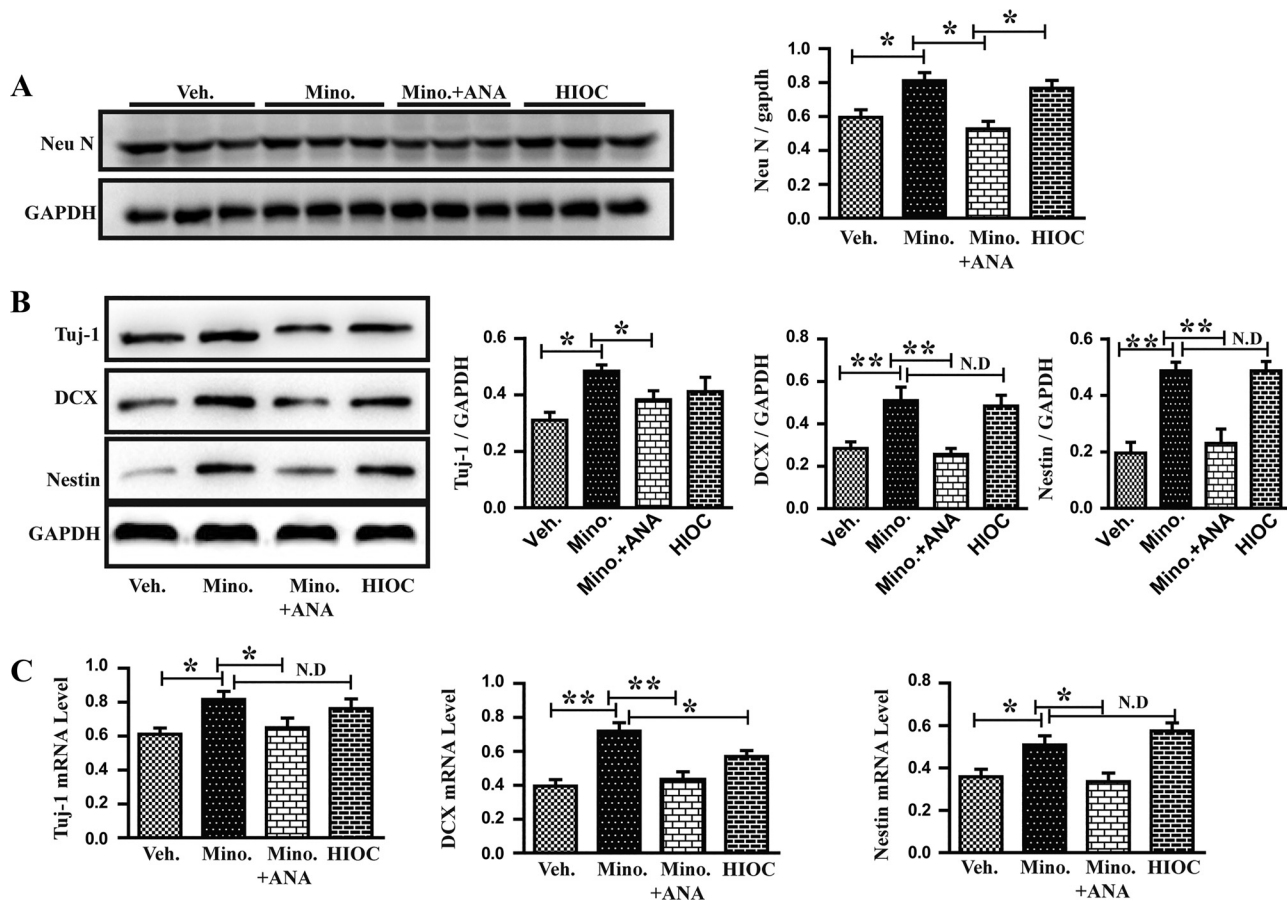 A
Veh.
Mino.
Mino.+ANA
HIOC
Neu N
GAPDH
Neu N / gapdh
1.0
0.8
0.6
0.4
0.2
0.0
*
*
*
Veh.
Mino.
Mino.
+ANA
HIOC
B
Tuj-1
DCX
Nestin
GAPDH
Veh.
Mino.
Mino.
+ANA
HIOC
Tuj-1 / GAPDH
0.6
0.4
0.2
0.0
*
*
Veh.
Mino.
Mino.+ANA
HIOC
DCX / GAPDH
0.8
0.6
0.4
0.2
0.0
**
**
N.D
Veh.
Mino.
Mino.+ANA
HIOC
Nestin / GAPDH
0.6
0.4
0.2
0.0
**
**
N.D
Veh.
Mino.
Mino.+ANA
HIOC
C
Tuj-1 mRNA Level
1.0
0.8
0.6
0.4
0.2
0.0
*
*
N.D
Veh.
Mino.
Mino.
+ANA
HIOC
DCX mRNA Level
1.0
0.8
0.6
0.4
0.2
0.0
**
**
*
Veh.
Mino.
Mino.
+ANA
HIOC
Nestin mRNA Level
0.8
0.6
0.4
0.2
0.0
*
*
N.D
Veh.
Mino.
Mino.
+ANA
HIOC